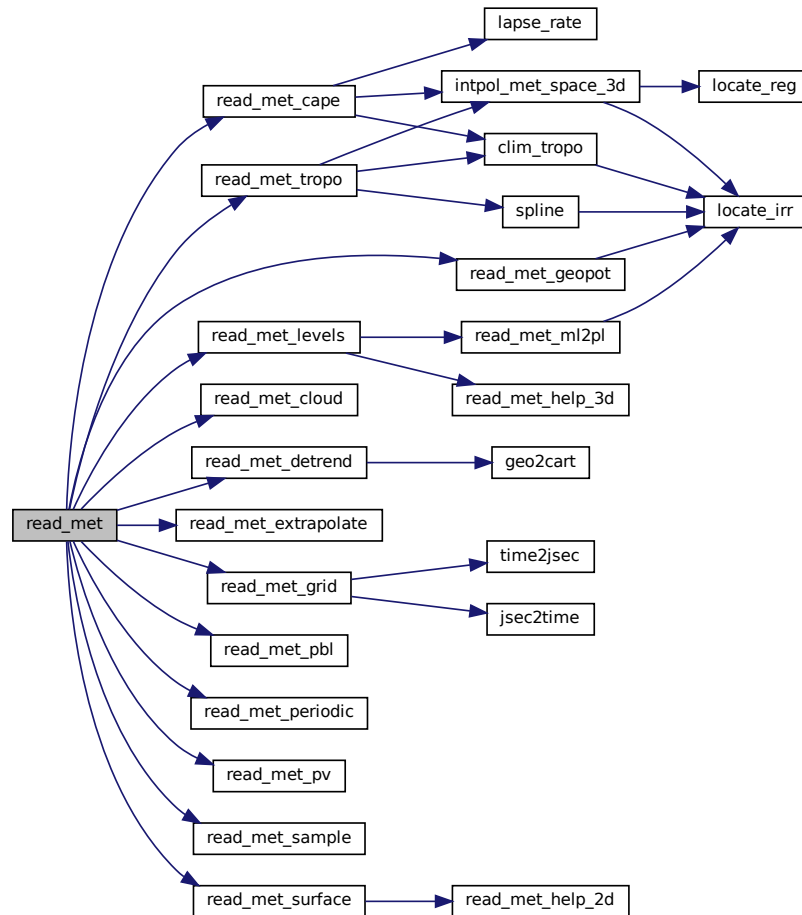 lapse_rate
read_met_cape
intpol_met_space_3d
locate_reg
clim_tropo
read_met_tropo
spline
locate_irr
read_met_geopot
read_met_levels
read_met_ml2pl
read_met_help_3d
read_met_cloud
read_met_detrend
geo2cart
read_met
read_met_extrapolate
time2jsec
read_met_grid
jsec2time
read_met_pbl
read_met_periodic
read_met_pv
read_met_sample
read_met_surface
read_met_help_2d